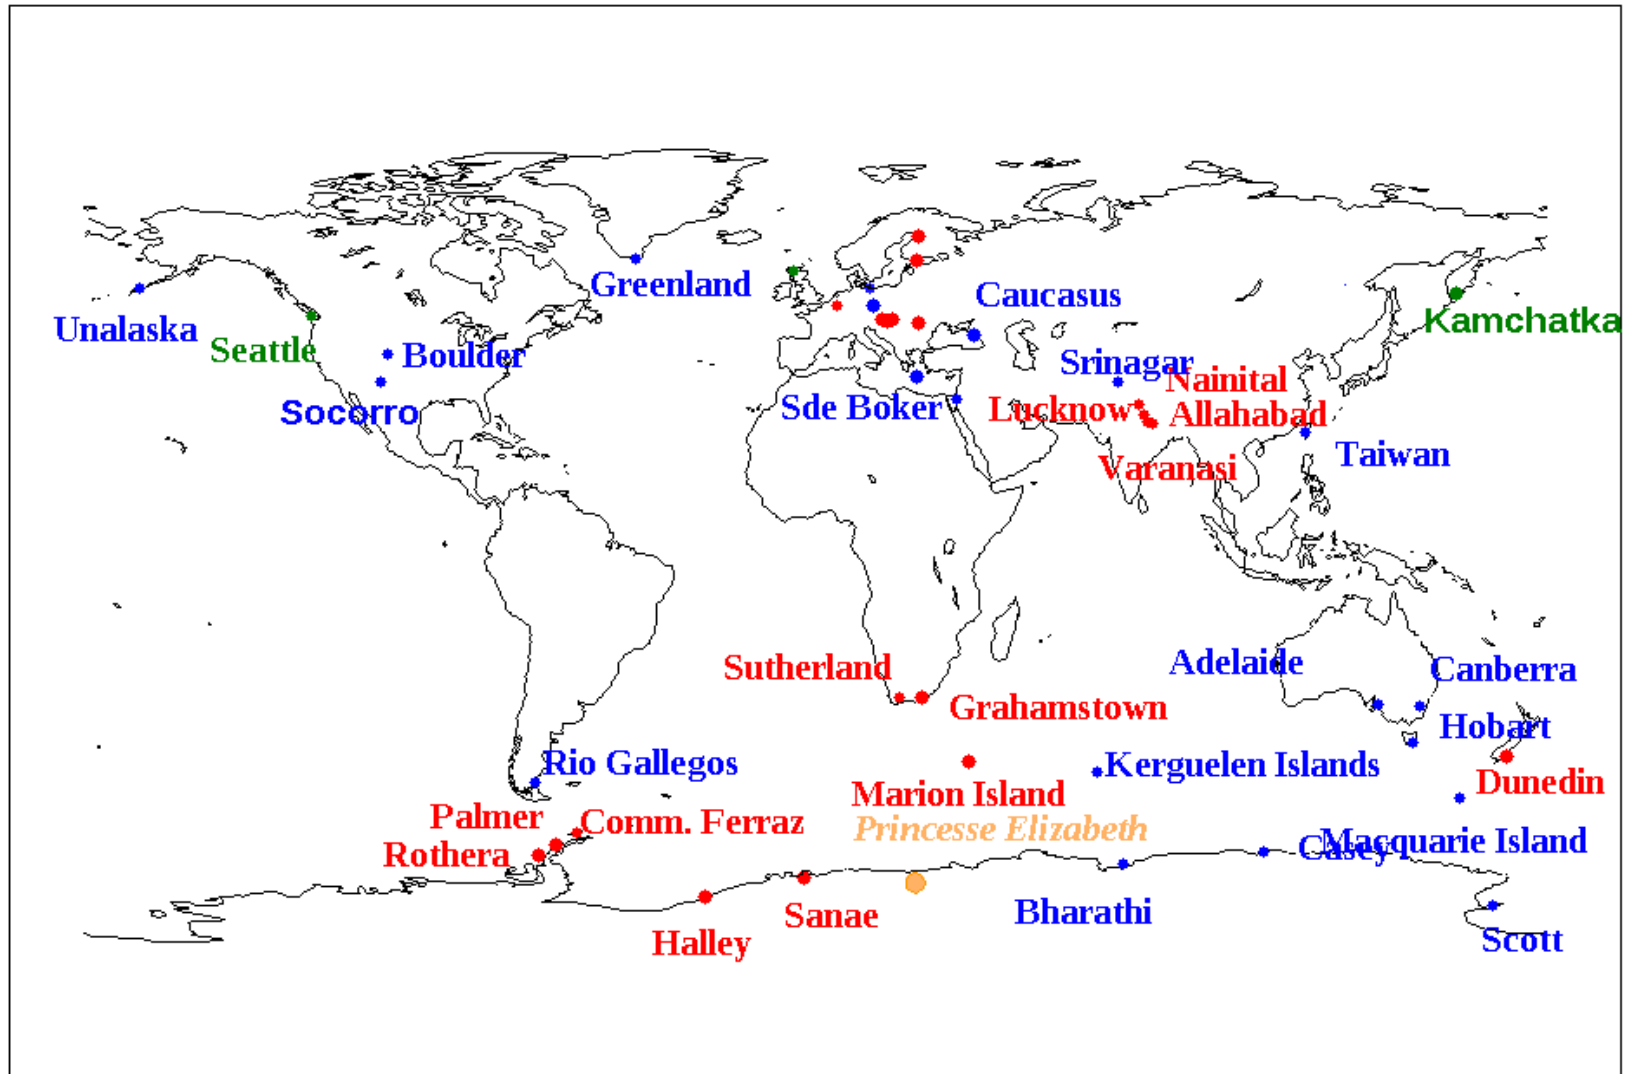 Greenland
Caucasus
Unalaska
Kamchatka
Seattle
Boulder
Srinagar
Nainital
Socorro
Sde Boker
Lucknow
Allahabad
Taiwan
Varanasi
Adelaide
Sutherland
Canberra
Grahamstown
Hobart
Rio Gallegos
Kerguelen Islands
Dunedin
Marion Island
Palmer
Comm. Ferraz
Princesse Elizabeth
Macquarie Island
Casey
Rothera
Bharathi
Sanae
Scott
Halley